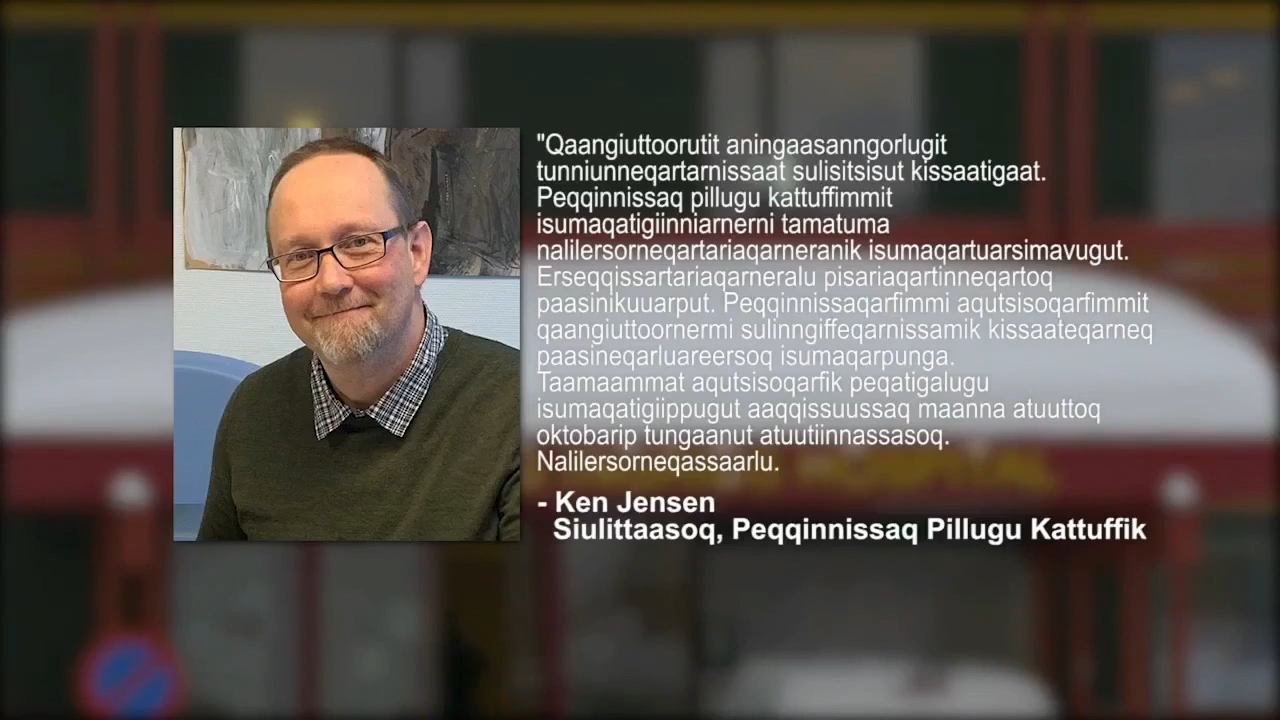 "Qaangiuttoorutit aningaasanngorlugit
tunniunneqartarnissaat sulisitsisut kissaatigaat.
Peqqinnissaq pillugu kattuffimmit
isumaqatigiinniarnerni tamatuma
nalilersorneqartariaqarneranik isumaqartuarsimavugut.
Erseqqissartariaqarneralu pisariaqartinneqartoq
paasinikuuarput. Peqqinnissaqarfimmi aqutsisoqarfimmit
qaangiuttoornermi sulinngiffeqarnissamik kissaateqarneq
paasineqarluareersoq isumaqarpunga.
Taamaammat aqutsisoqarfik peqatigalugu
isumaqatigiippugut aaqqissuussaq maanna atuuttoq
oktobarip tungaanut atuutiinnassasoq.
Nalilersorneqassaarlu.
- Ken Jensen
Siulittaasoq, Peqqinnissaq Pillugu Kattuffik
HOSPITAL